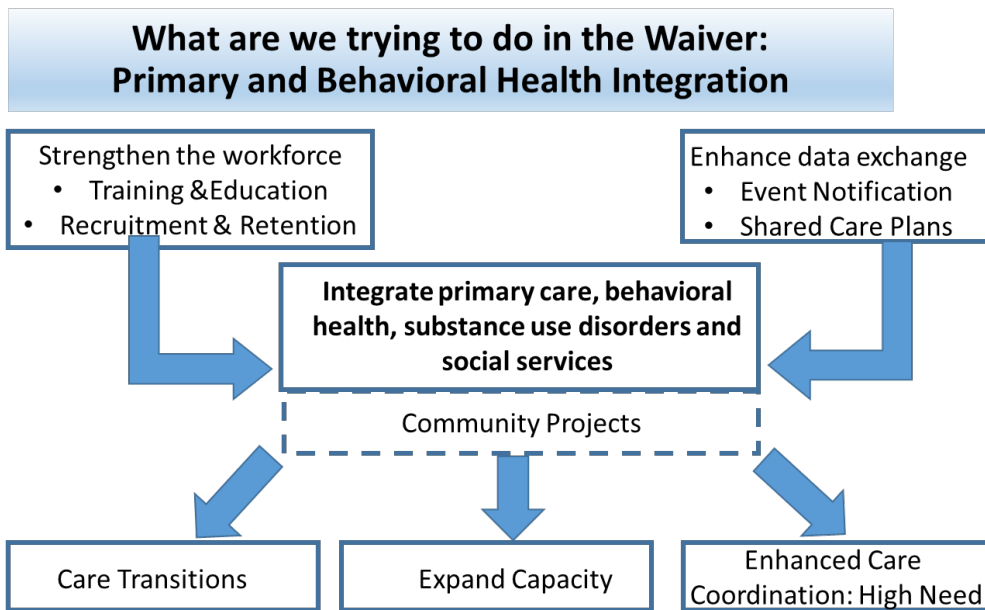 What are we trying to do in the Waiver:
Primary and Behavioral Health Integration
Strengthen the workforce
• Training &Education
• Recruitment & Retention
Enhance data exchange
• Event Notification
• Shared Care Plans
Integrate primary care, behavioral
health, substance use disorders and
social services
Community Projects
Care Transitions
Expand Capacity
Enhanced Care
Coordination: High Need